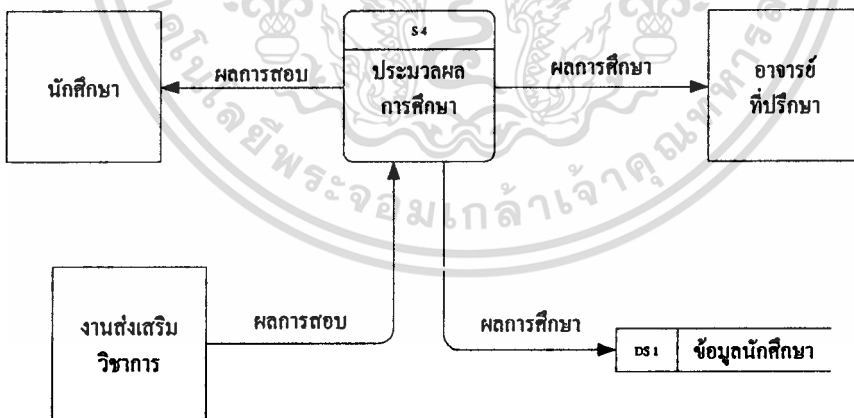 S4
นักศึกษา
ผลการสอบ
ประมวลผล
การศึกษา
ผลการศึกษา
อาจารย์
ที่ปรึกษา
งานส่งเสริม
วิชาการ
ผลการสอบ
ผลการศึกษา
DS1
ข้อมูลนักศึกษา